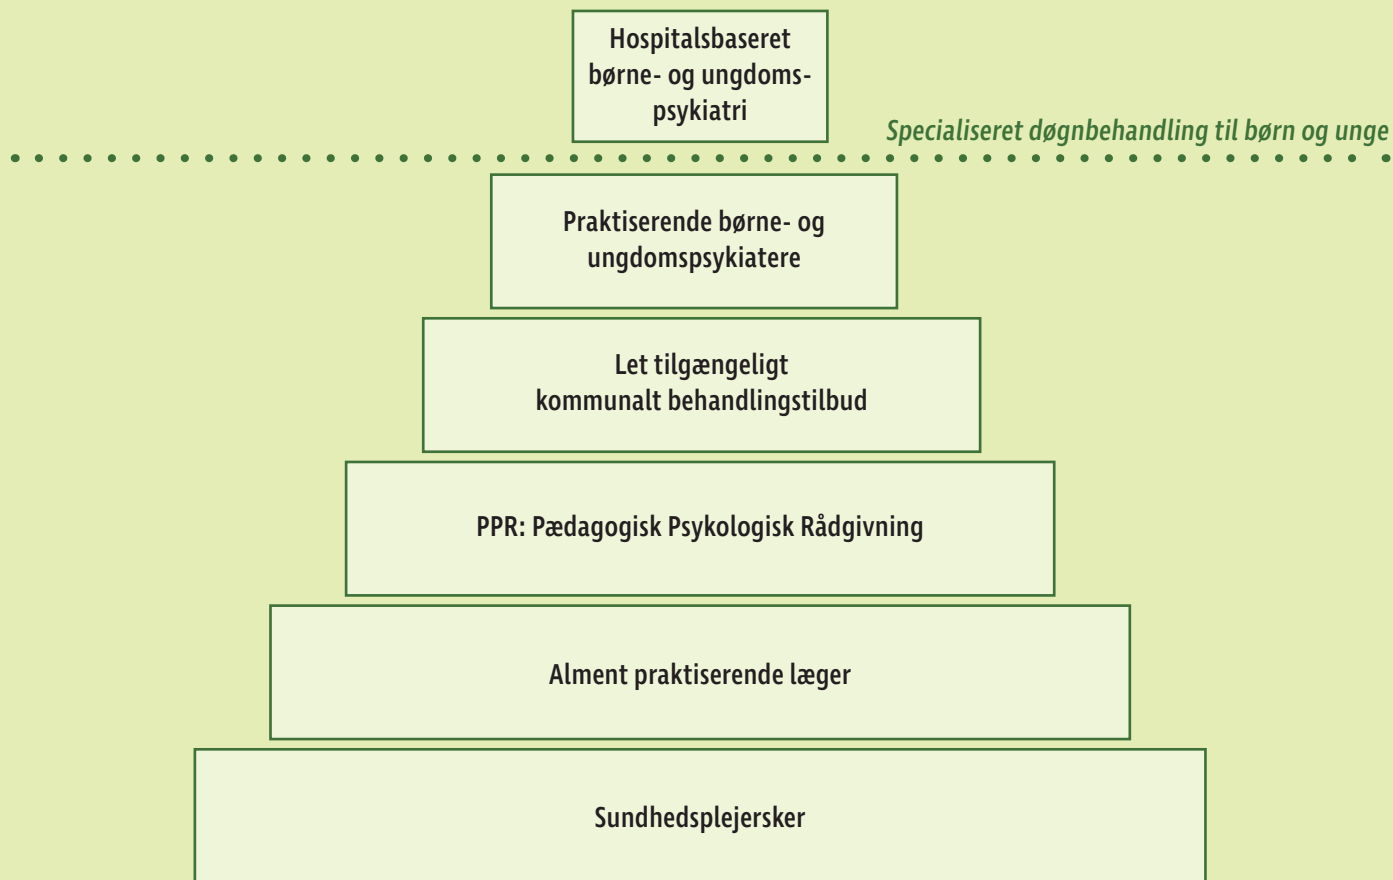 Hospitalsbaseret
børne- og ungdoms-
psykiatri
Specialiseret døgnbehandling til børn og unge
Praktiserende børne- og
ungdomspsykiatere
Let tilgængeligt
kommunalt behandlingstilbud
PPR: Pædagogisk Psykologisk Rådgivning
Alment praktiserende læger
Sundhedsplejersker